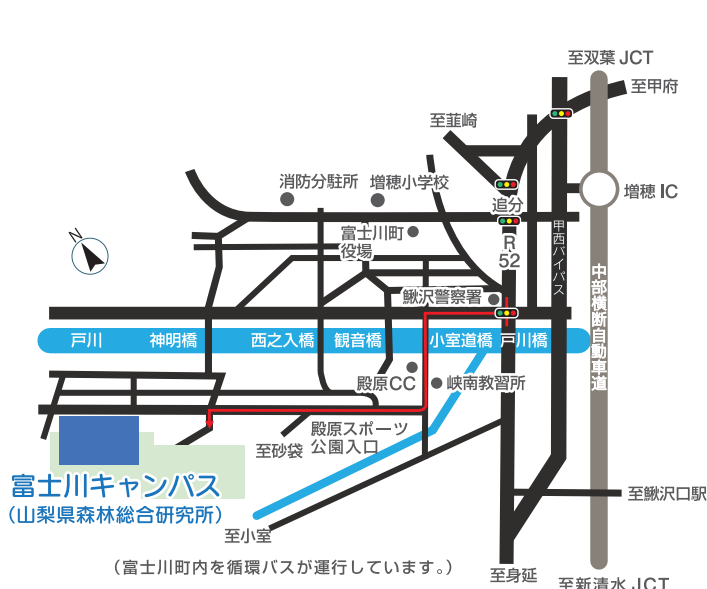 至双葉 JCT
至甲府
至韮崎
消防分駐所
増穂小学校
増穂 IC
追分
富士川町
役場
R
52
甲西バイパス
N
鰍沢警察署
中部横断自動車道
戸川
神明橋
西之入橋
観音橋
小室道橋
戸川橋
殿原CC
峡南教習所
殿原スポーツ
公園入口
至砂袋
富士川キャンパス
(山梨県森林総合研究所)
至鰍沢口駅
至小室
(富士川町内を循環バスが運行しています。)
至身延
至新清水 JCT